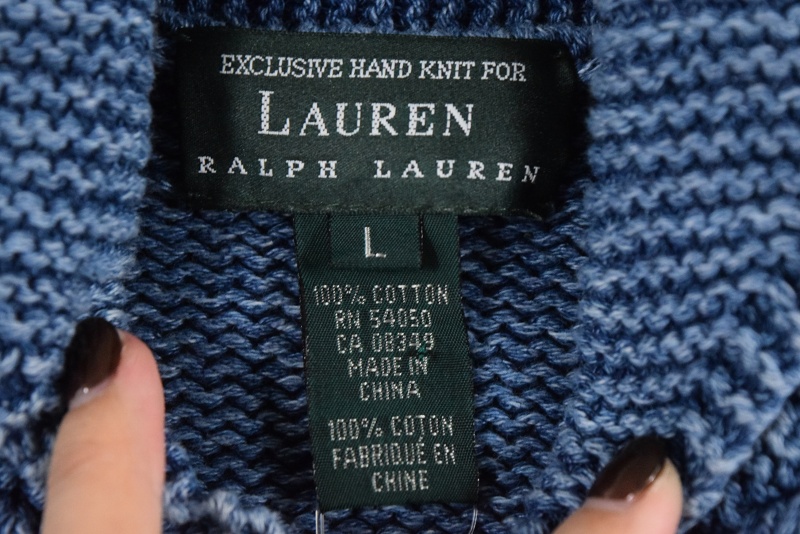 EXCLUSIVE HAND KNIT FOR
LAUREN
RALPH LAUREN
L
100% COTTON
RN 54050
CA 08349
MADE IN
CHINA
100% COTON
FABRIQUÉ EN
CHINE